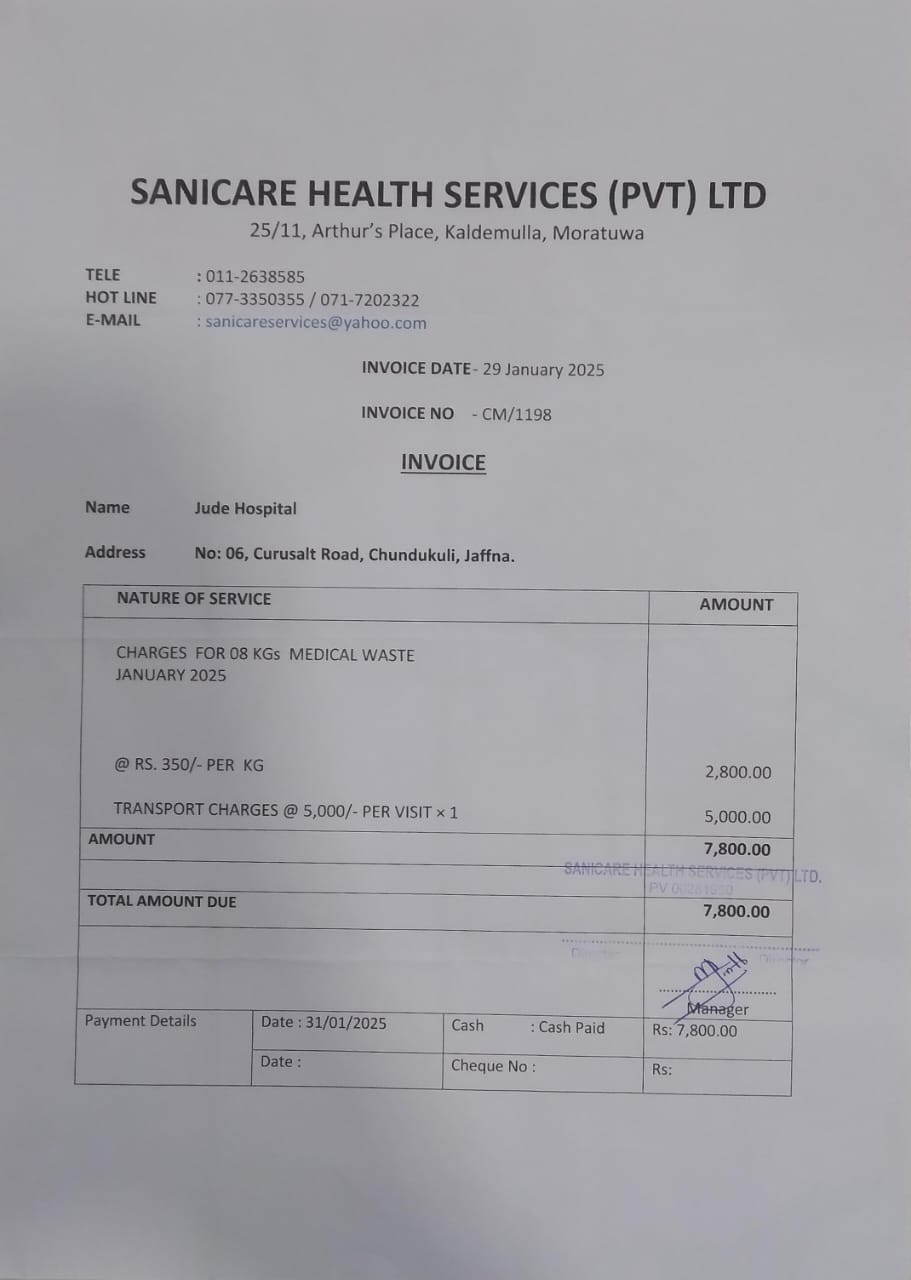 SANICARE HEALTH SERVICES (PVT) LTD
25/11, Arthur's Place, Kaldemulla, Moratuwa
TELE : 011-2638585
HOT LINE : 077-3350355 / 071-7202322
E-MAIL : sanicareservices@yahoo.com
INVOICE DATE- 29 January 2025
INVOICE NO - CM/1198
INVOICE
Name Jude Hospital
Address No: 06, Curusalt Road, Chundukuli, Jaffna.
NATURE OF SERVICE AMOUNT
CHARGES FOR 08 KGs MEDICAL WASTE
JANUARY 2025
@ RS. 350/- PER KG 2,800.00
TRANSPORT CHARGES @ 5,000/- PER VISIT × 1 5,000.00
AMOUNT 7,800.00
SANICARE HEALTH SERVICES (PVT) LTD.
PV
TOTAL AMOUNT DUE 7,800.00
Director Director
Manager
Payment Details Date : 31/01/2025 Cash : Cash Paid Rs: 7,800.00
Date : Cheque No : Rs: